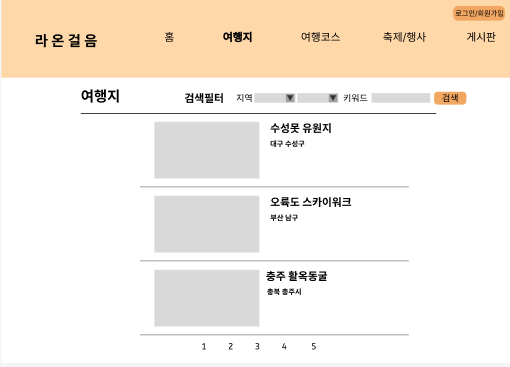 로그인/회원가입
라온걸음 홈 여행지 여행코스 축제/행사 게시판
여행지 검색필터 지역 키워드 검색
수성못 유원지
대구 수성구
오륙도 스카이워크
부산 남구
충주 활옥동굴
충북 충주시
1 2 3 4 5